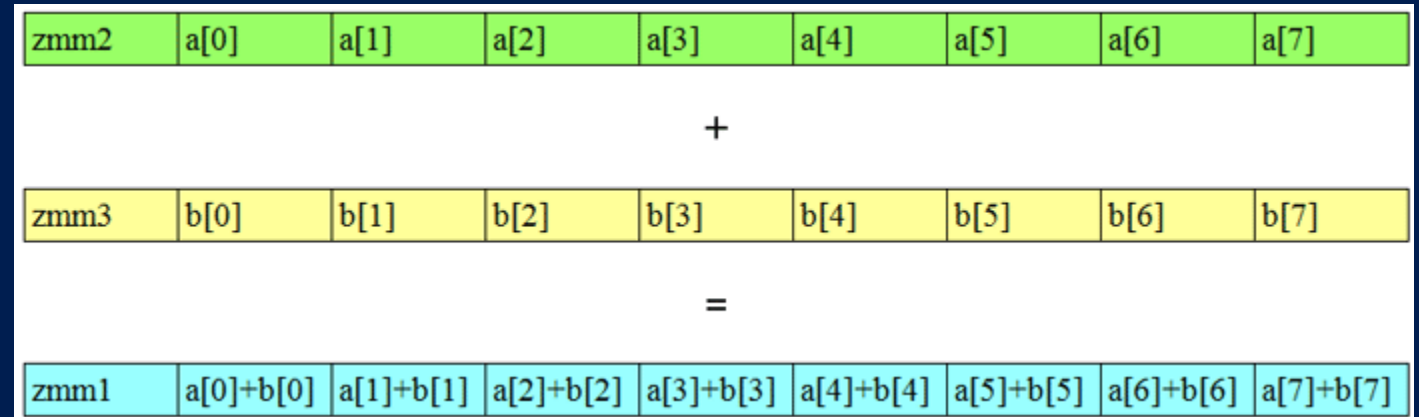 zmm2 a[0] a[1] a[2] a[3] a[4] a[5] a[6] a[7]
+
zmm3 b[0] b[1] b[2] b[3] b[4] b[5] b[6] b[7]
=
zmm1 a[0]+b[0] a[1]+b[1] a[2]+b[2] a[3]+b[3] a[4]+b[4] a[5]+b[5] a[6]+b[6] a[7]+b[7]